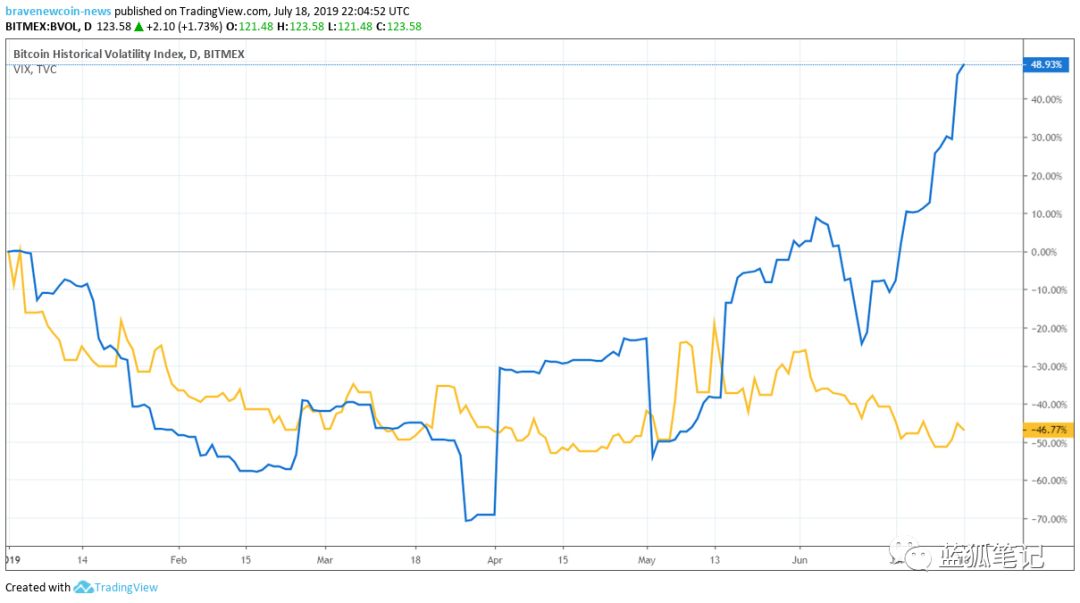 bravenewcoin-news published on TradingView.com, July 18, 2019 22:04:52 UTC
BITMEX:BVOL, D 123.58 ▲ +2.10 (+1.73%) O:121.48 H:123.58 L:121.48 C:123.58
Bitcoin Historical Volatility Index, D, BITMEX
VIX, TVC
48.93%
40.00%
30.00%
20.00%
10.00%
0.00%
-10.00%
-20.00%
-30.00%
-40.00%
-46.77%
-50.00%
-60.00%
-70.00%
2019 14 Feb 15 Mar 18 Apr 15 May 13 Jun
蓝狐笔记
Created with TradingView